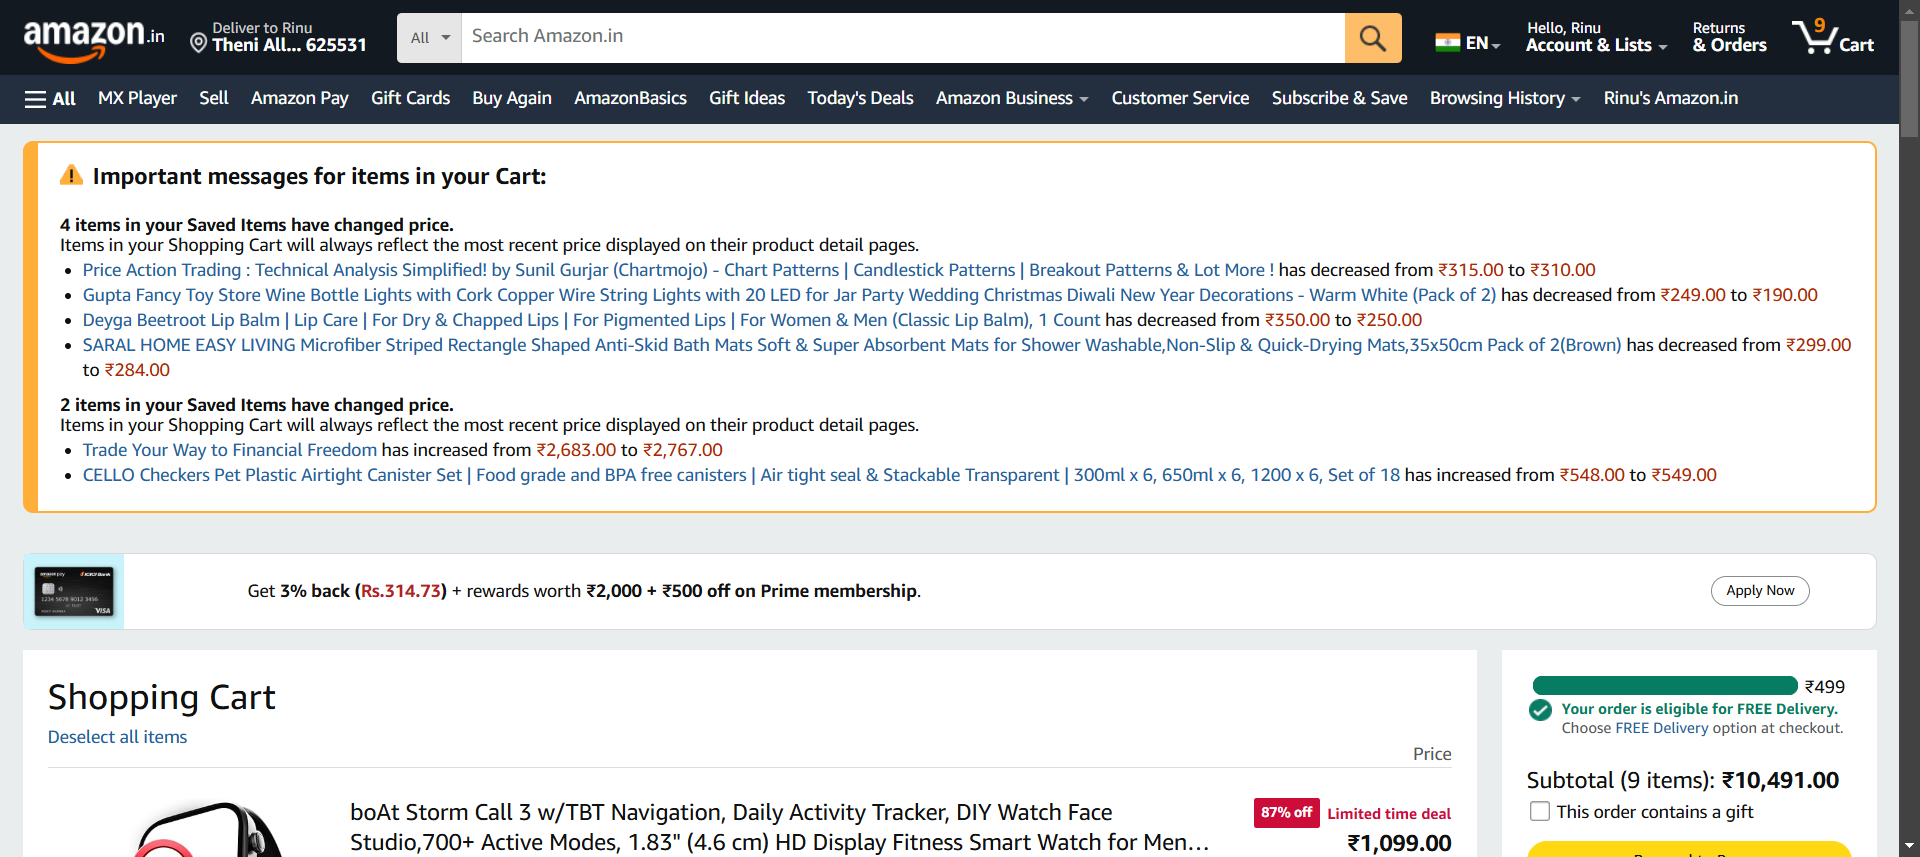 amazon.in
Deliver to Rinu
Theni All... 625531
All
Search Amazon.in
EN
Hello, Rinu
Account & Lists
Returns
& Orders
9
Cart
All
MX Player
Sell
Amazon Pay
Gift Cards
Buy Again
AmazonBasics
Gift Ideas
Today's Deals
Amazon Business
Customer Service
Subscribe & Save
Browsing History
Rinu's Amazon.in
Important messages for items in your Cart:
4 items in your Saved Items have changed price.
Items in your Shopping Cart will always reflect the most recent price displayed on their product detail pages.
Price Action Trading : Technical Analysis Simplified! by Sunil Gurjar (Chartmojo) - Chart Patterns | Candlestick Patterns | Breakout Patterns & Lot More ! has decreased from ₹315.00 to ₹310.00
Gupta Fancy Toy Store Wine Bottle Lights with Cork Copper Wire String Lights with 20 LED for Jar Party Wedding Christmas Diwali New Year Decorations - Warm White (Pack of 2) has decreased from ₹249.00 to ₹190.00
Deyga Beetroot Lip Balm | Lip Care | For Dry & Chapped Lips | For Pigmented Lips | For Women & Men (Classic Lip Balm), 1 Count has decreased from ₹350.00 to ₹250.00
SARAL HOME EASY LIVING Microfiber Striped Rectangle Shaped Anti-Skid Bath Mats Soft & Super Absorbent Mats for Shower Washable,Non-Slip & Quick-Drying Mats,35x50cm Pack of 2(Brown) has decreased from ₹299.00
to ₹284.00
2 items in your Saved Items have changed price.
Items in your Shopping Cart will always reflect the most recent price displayed on their product detail pages.
Trade Your Way to Financial Freedom has increased from ₹2,683.00 to ₹2,767.00
CELLO Checkers Pet Plastic Airtight Canister Set | Food grade and BPA free canisters | Air tight seal & Stackable Transparent | 300ml x 6, 650ml x 6, 1200 x 6, Set of 18 has increased from ₹548.00 to ₹549.00
amazon pay
ICICI Bank
1234 5678 9012 3456
VISA
Get 3% back (Rs.314.73) + rewards worth ₹2,000 + ₹500 off on Prime membership.
Apply Now
Shopping Cart
Deselect all items
Price
boAt Storm Call 3 w/TBT Navigation, Daily Activity Tracker, DIY Watch Face
Studio,700+ Active Modes, 1.83" (4.6 cm) HD Display Fitness Smart Watch for Men...
87% off
Limited time deal
₹1,099.00
₹499
Your order is eligible for FREE Delivery.
Choose FREE Delivery option at checkout.
Subtotal (9 items): ₹10,491.00
This order contains a gift